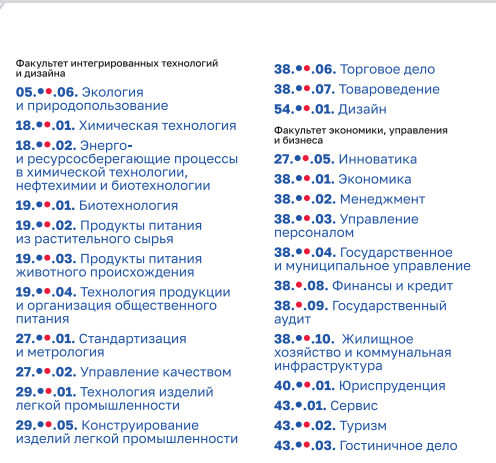 Факультет интегрированных технологий
и дизайна
05.●●.06. Экология
и природопользование
18.●●.01. Химическая технология
18.●●.02. Энерго-
и ресурсосберегающие процессы
в химической технологии,
нефтехимии и биотехнологии
19.●●.01. Биотехнология
19.●●.02. Продукты питания
из растительного сырья
19.●●.03. Продукты питания
животного происхождения
19.●●.04. Технология продукции
и организация общественного
питания
27.●●.01. Стандартизация
и метрология
27.●●.02. Управление качеством
29.●●.01. Технология изделий
легкой промышленности
29.●●.05. Конструирование
изделий легкой промышленности
38.●●.06. Торговое дело
38.●●.07. Товароведение
54.●●.01. Дизайн
Факультет экономики, управления
и бизнеса
27.●●.05. Инноватика
38.●●.01. Экономика
38.●●.02. Менеджмент
38.●●.03. Управление
персоналом
38.●●.04. Государственное
и муниципальное управление
38.●.08. Финансы и кредит
38.●.09. Государственный
аудит
38.●●.10. Жилищное
хозяйство и коммунальная
инфраструктура
40.●●.01. Юриспруденция
43.●.01. Сервис
43.●●.02. Туризм
43.●●.03. Гостиничное дело